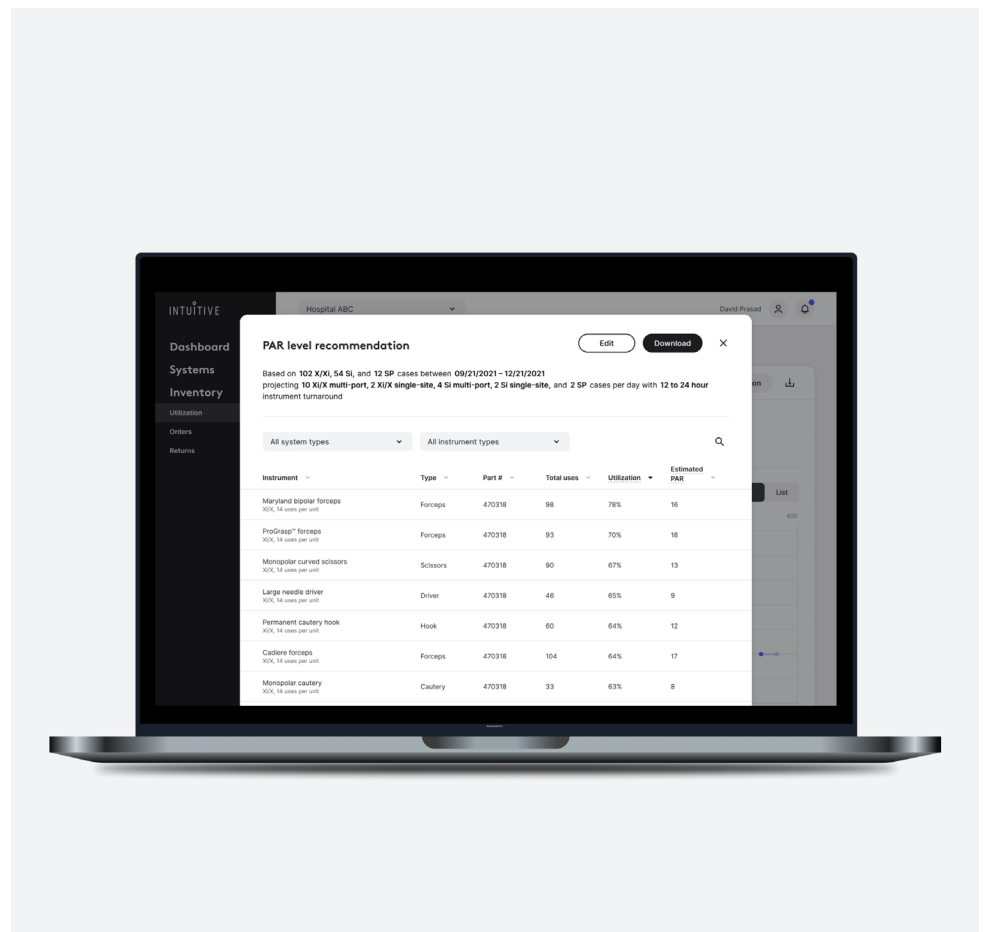 INTUITIVE
Hospital ABC
David Prasad
Dashboard
Systems
Inventory
Utilization
Orders
Returns
PAR level recommendation
Edit
Download
Based on 102 X/Xi, 54 Si, and 12 SP cases between 09/21/2021 – 12/21/2021
projecting 10 Xi/X multi-port, 2 Xi/X single-site, 4 Si multi-port, 2 Si single-site, and 2 SP cases per day with 12 to 24 hour
instrument turnaround
on
All system types
All instrument types
List
400
Instrument Type Part # Total uses Utilization Estimated PAR
Maryland bipolar forceps Forceps 470318 98 78% 16
Xi/X, 14 uses per unit
ProGrasp™ forceps Forceps 470318 93 70% 18
Xi/X, 14 uses per unit
Monopolar curved scissors Scissors 470318 90 67% 13
Xi/X, 14 uses per unit
Large needle driver Driver 470318 46 65% 9
Xi/X, 14 uses per unit
Permanent cautery hook Hook 470318 60 64% 12
Xi/X, 14 uses per unit
Cadiere forceps Forceps 470318 104 64% 17
Xi/X, 14 uses per unit
Monopolar cautery Cautery 470318 33 63% 8
Xi/X, 14 uses per unit